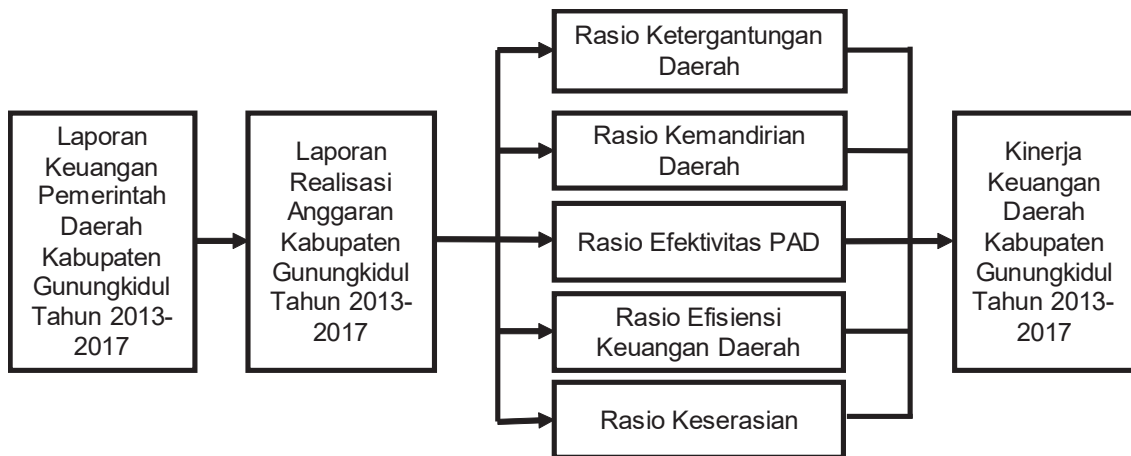 Laporan
Keuangan
Pemerintah
Daerah
Kabupaten
Gunungkidul
Tahun 2013-
2017
Laporan
Realisasi
Anggaran
Kabupaten
Gunungkidul
Tahun 2013-
2017
Rasio Ketergantungan
Daerah
Rasio Kemandirian
Daerah
Rasio Efektivitas PAD
Rasio Efisiensi
Keuangan Daerah
Rasio Keserasian
Kinerja
Keuangan
Daerah
Kabupaten
Gunungkidul
Tahun 2013-
2017